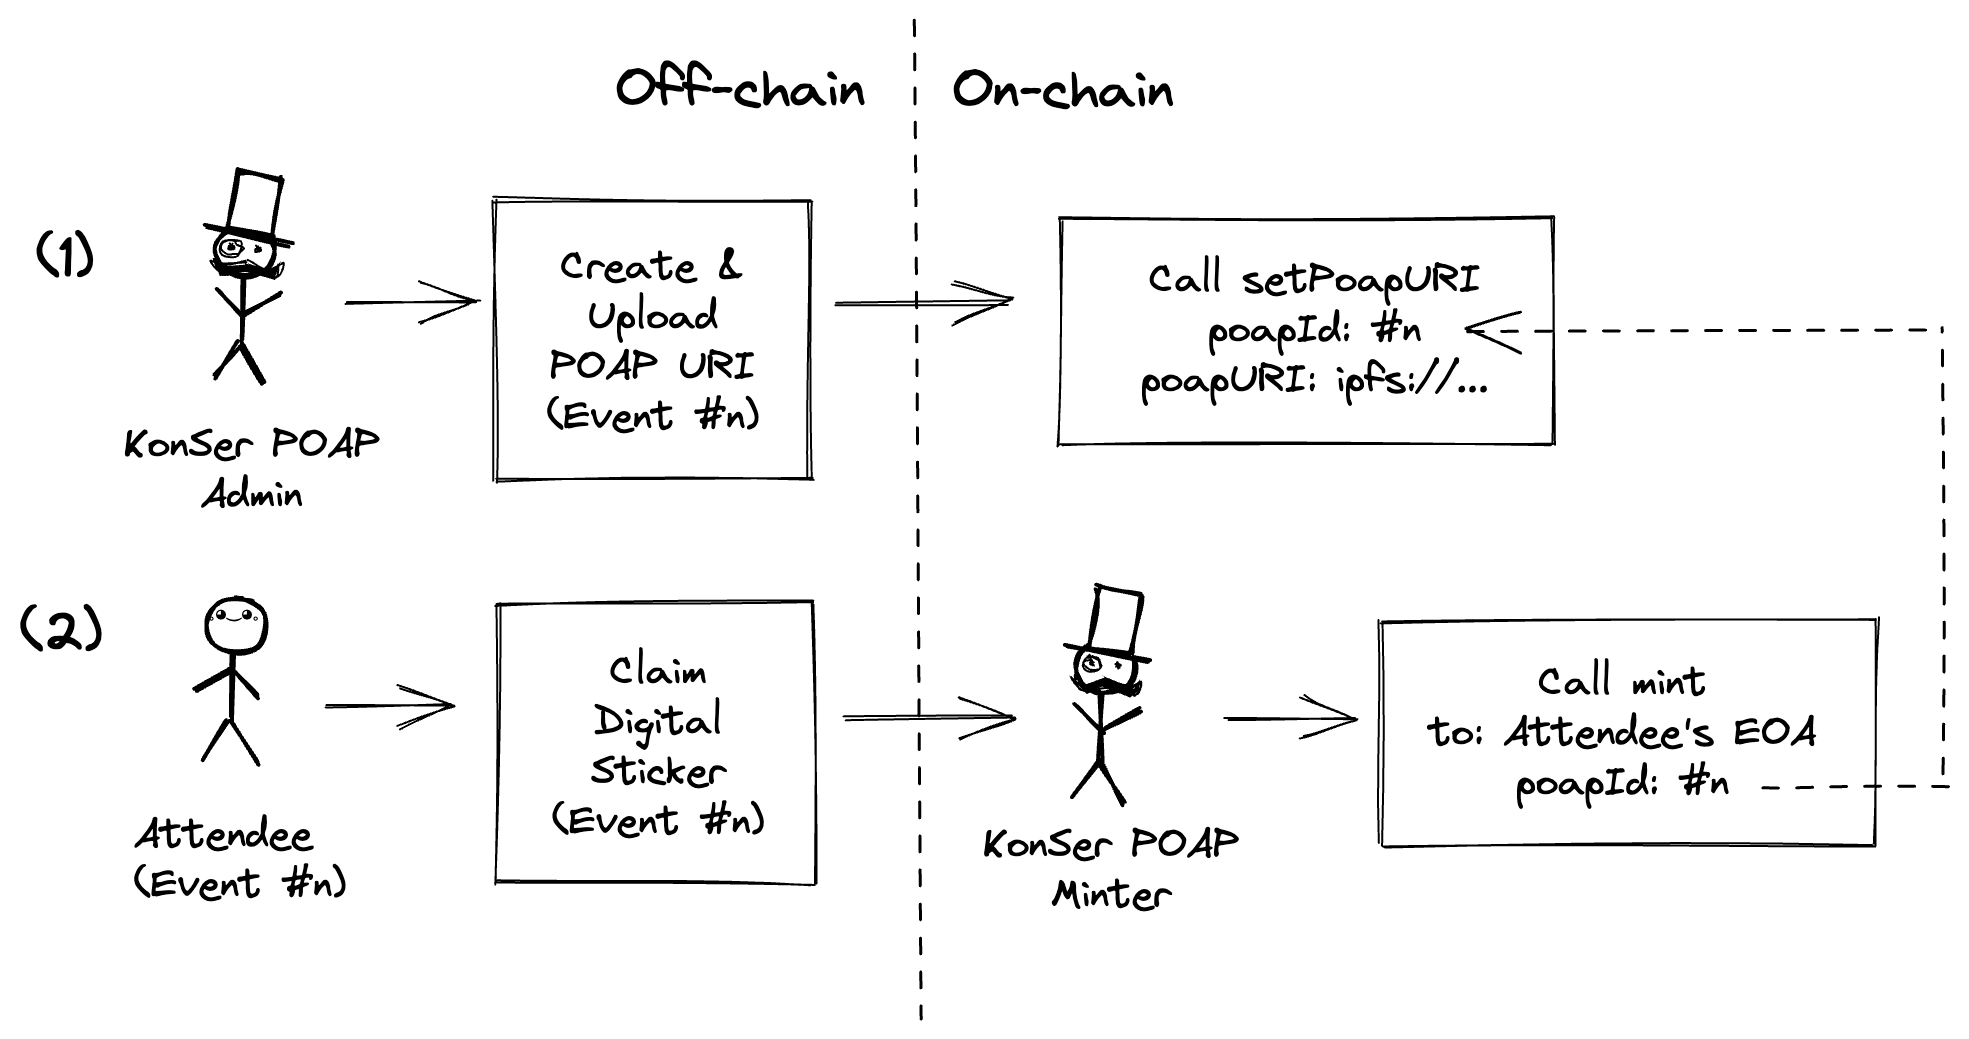 Off-chain
On-chain
(1)
KonSer POAP
Admin
Create &
Upload
POAP URI
(Event #n)
Call setPoapURI
poapId: #n
poapURI: ipfs://...
(2)
Attendee
(Event #n)
Claim
Digital
Sticker
(Event #n)
KonSer POAP
Minter
Call mint
to: Attendee's EOA
poapId: #n